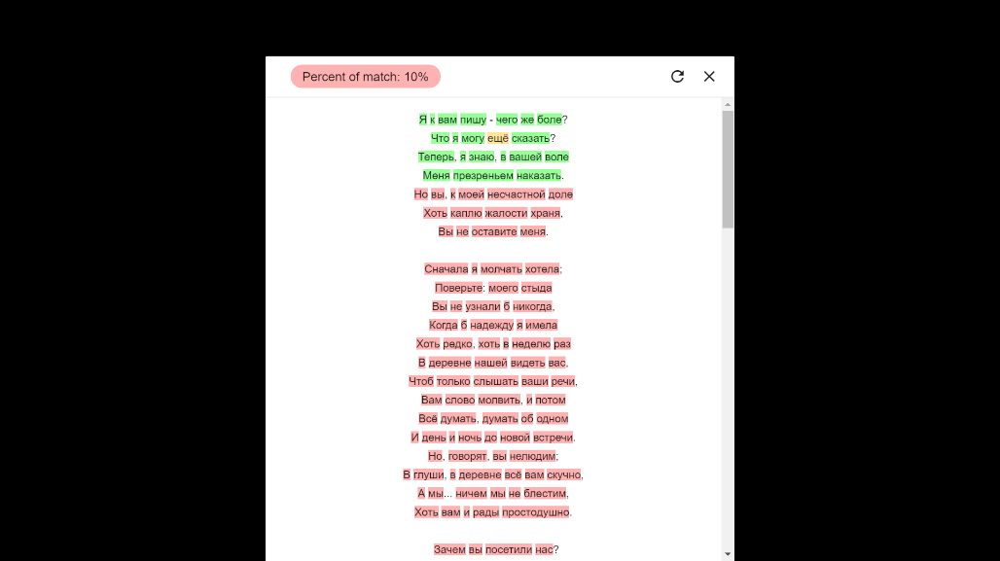 Percent of match: 10%
Я к вам пишу - чего же боле?
Что я могу ещё сказать?
Теперь, я знаю, в вашей воле
Меня презреньем наказать.
Но вы, к моей несчастной доле
Хоть каплю жалости храня,
Вы не оставите меня.
Сначала я молчать хотела;
Поверьте: моего стыда
Вы не узнали б никогда,
Когда б надежду я имела
Хоть редко, хоть в неделю раз
В деревне нашей видеть вас,
Чтоб только слышать ваши речи,
Вам слово молвить, и потом
Всё думать, думать об одном
И день и ночь до новой встречи.
Но, говорят, вы нелюдим;
В глуши, в деревне всё вам скучно,
А мы... ничем мы не блестим,
Хоть вам и рады простодушно.
Зачем вы посетили нас?